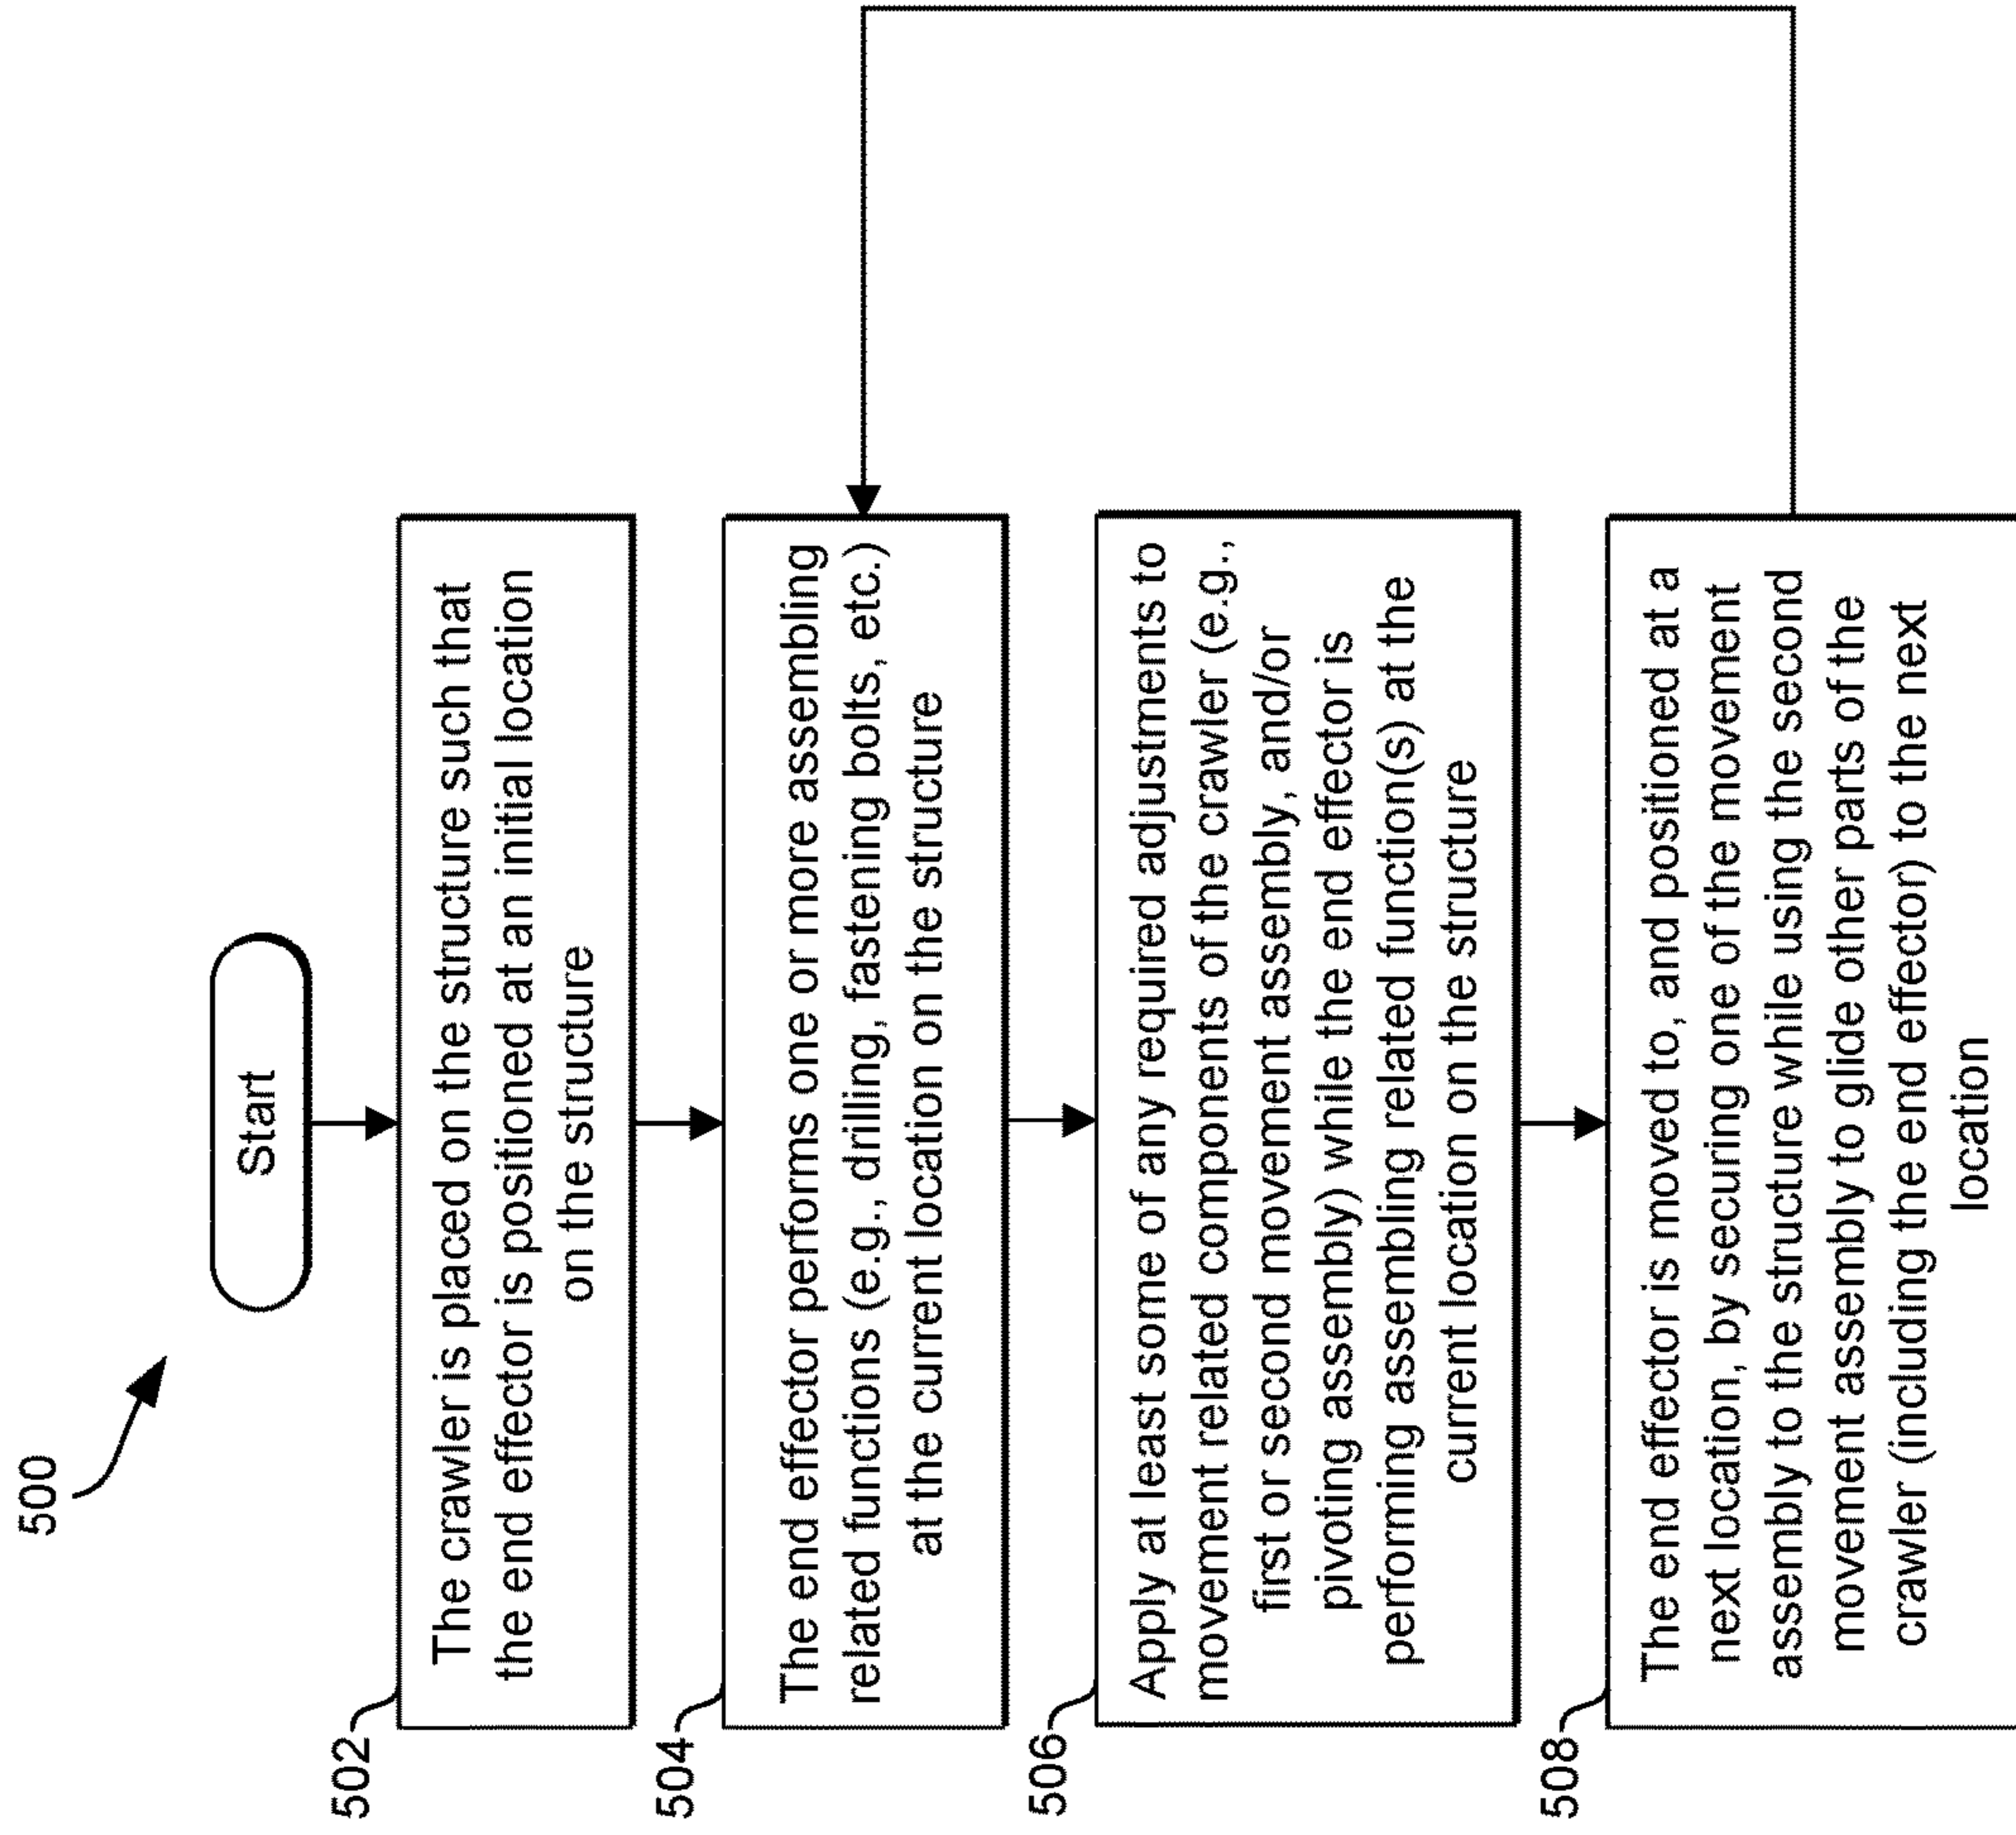 500
Start
502
The crawler is placed on the structure such that
the end effector is positioned at an initial location
on the structure
504
The end effector performs one or more assembling
related functions (e.g., drilling, fastening bolts, etc.)
at the current location on the structure
506
Apply at least some of any required adjustments to
movement related components of the crawler (e.g.,
first or second movement assembly, and/or
pivoting assembly) while the end effector is
performing assembling related function(s) at the
current location on the structure
508
The end effector is moved to, and positioned at a
next location, by securing one of the movement
assembly to the structure while using the second
movement assembly to glide other parts of the
crawler (including the end effector) to the next
location